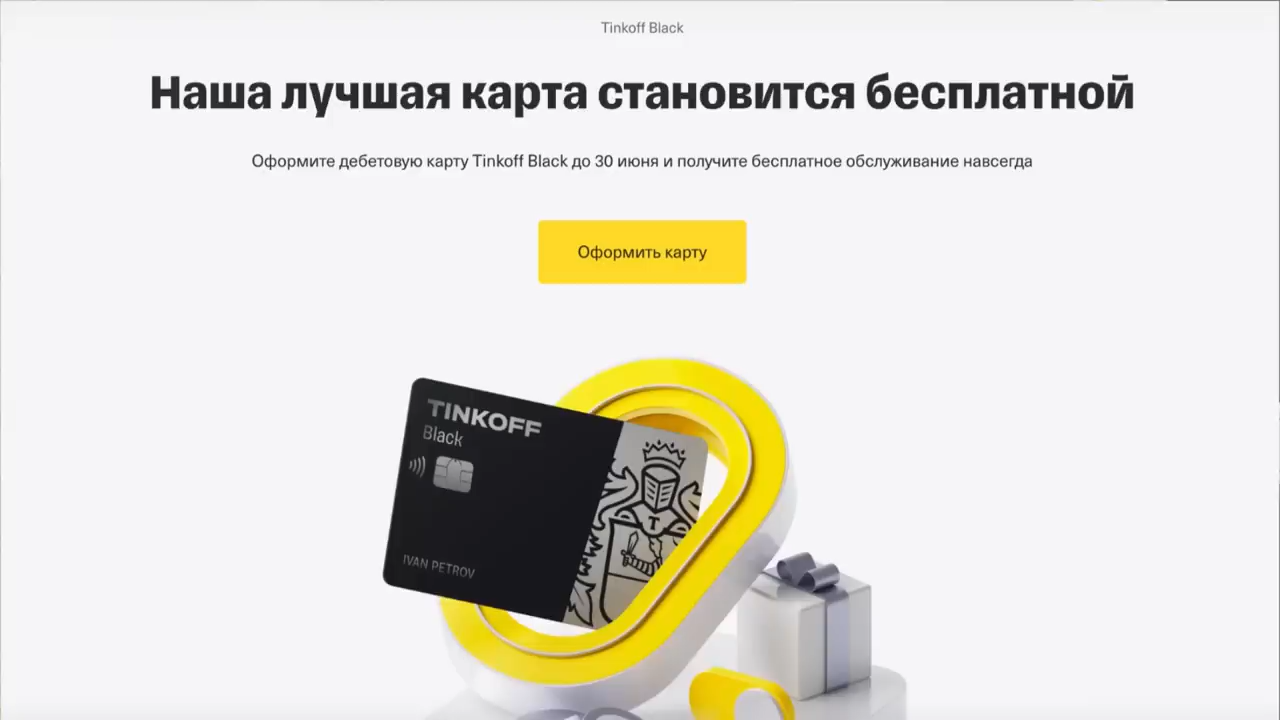 Tinkoff Black
Наша лучшая карта становится бесплатной
Оформите дебетовую карту Tinkoff Black до 30 июня и получите бесплатное обслуживание навсегда
Оформить карту
TINKOFF
Black
T
IVAN PETROV